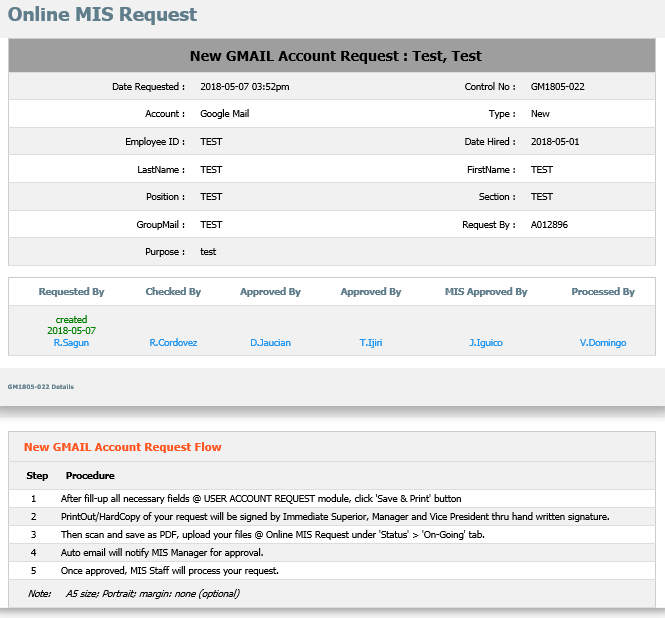 Online MIS Request
New GMAIL Account Request : Test, Test
Date Requested : 2018-05-07 03:52pm Control No : GM1805-022
Account : Google Mail Type : New
Employee ID : TEST Date Hired : 2018-05-01
LastName : TEST FirstName : TEST
Position : TEST Section : TEST
GroupMail : TEST Request By : A012896
Purpose : test
Requested By Checked By Approved By Approved By MIS Approved By Processed By
created
2018-05-07
R.Sagun R.Cordovez D.Jaucian T.Ijiri J.Iguico V.Domingo
GM1805-022 Details
New GMAIL Account Request Flow
Step Procedure
1 After fill-up all necessary fields @ USER ACCOUNT REQUEST module, click 'Save & Print' button
2 PrintOut/HardCopy of your request will be signed by Immediate Superior, Manager and Vice President thru hand written signature.
3 Then scan and save as PDF, upload your files @ Online MIS Request under 'Status' > 'On-Going' tab.
4 Auto email will notify MIS Manager for approval.
5 Once approved, MIS Staff will process your request.
Note: A5 size; Portrait; margin: none (optional)